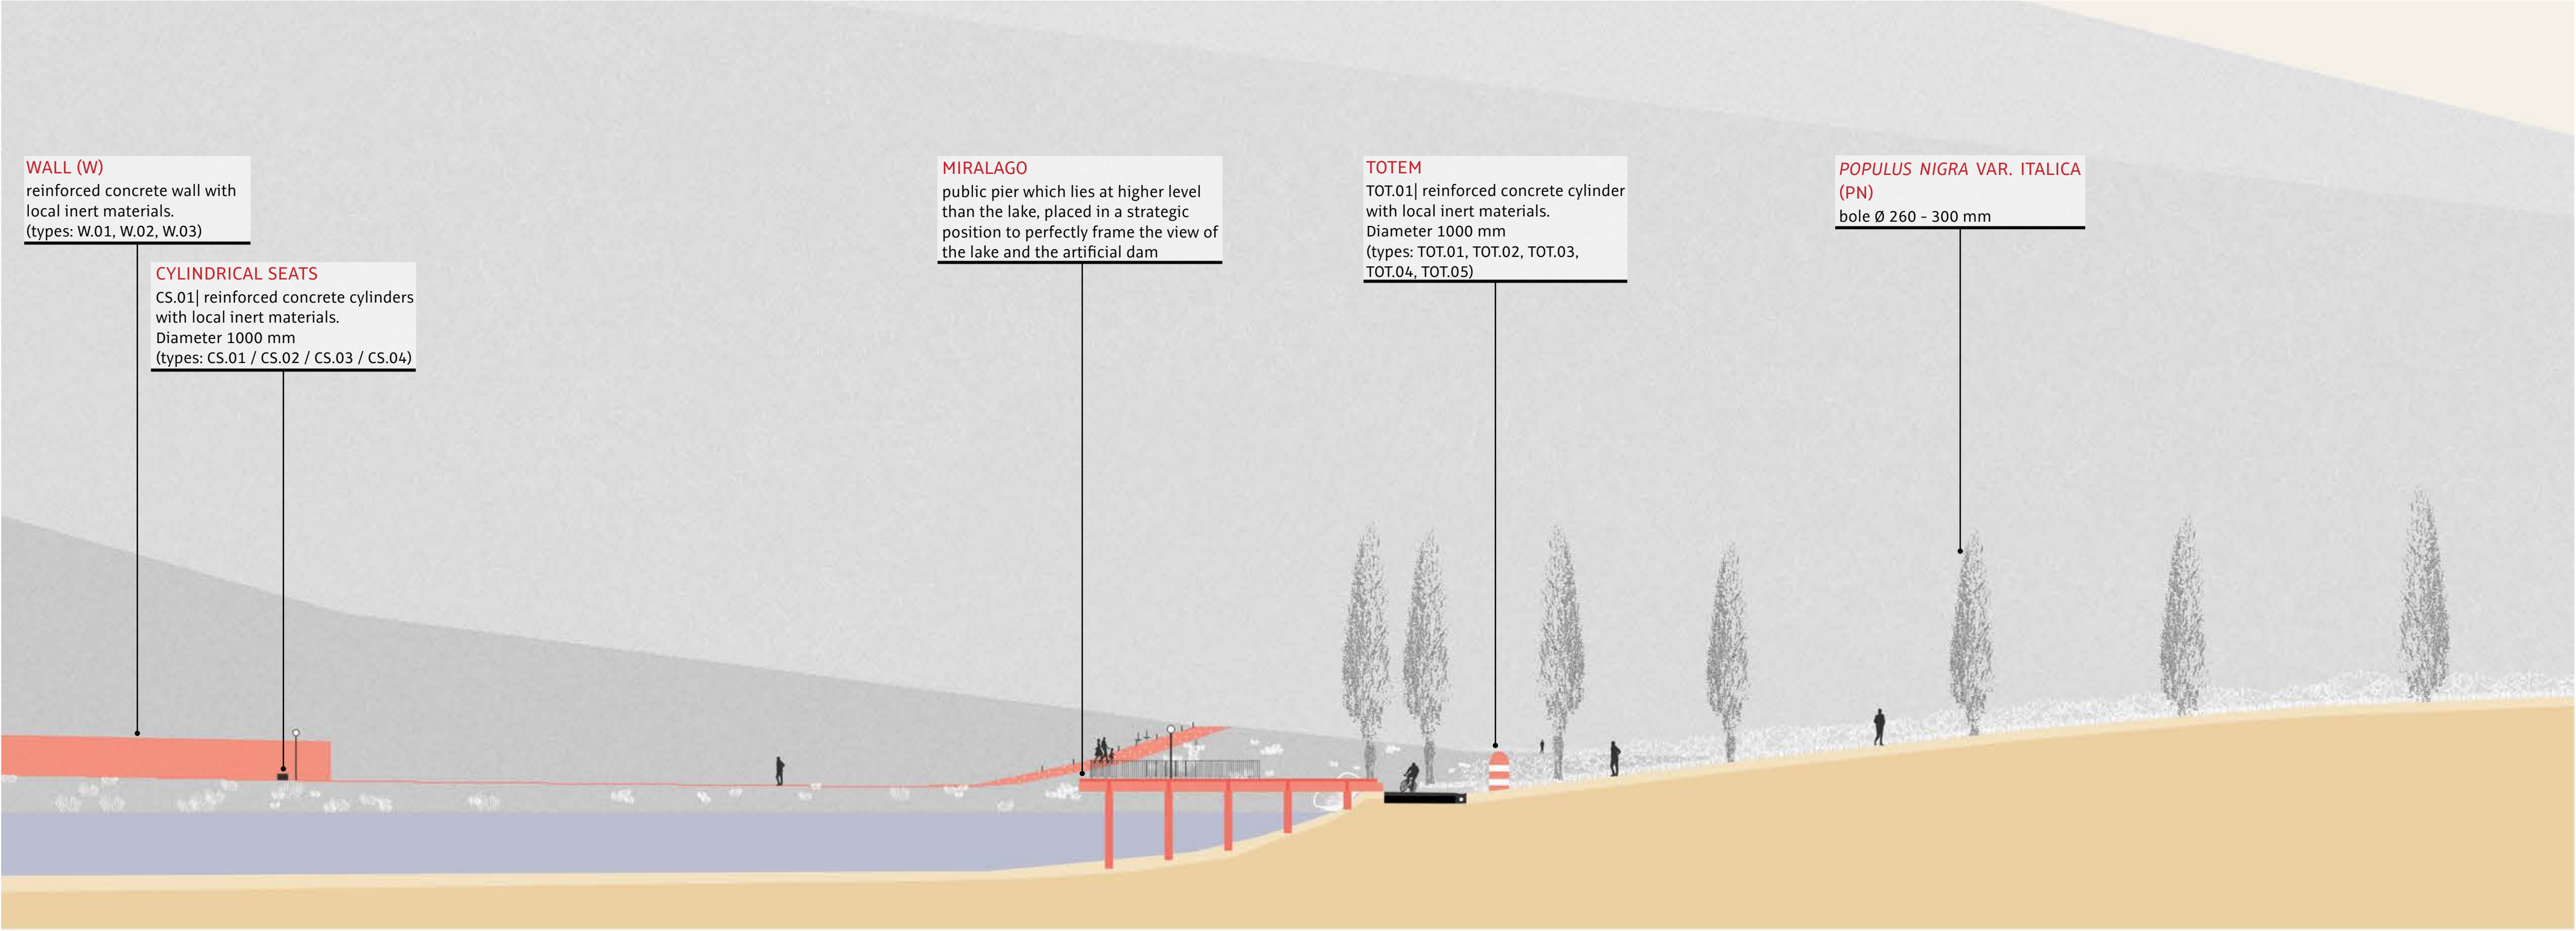 WALL (W)
reinforced concrete wall with
local inert materials.
(types: W.01, W.02, W.03)
CYLINDRICAL SEATS
CS.01| reinforced concrete cylinders
with local inert materials.
Diameter 1000 mm
(types: CS.01 / CS.02 / CS.03 / CS.04)
MIRALAGO
public pier which lies at higher level
than the lake, placed in a strategic
position to perfectly frame the view of
the lake and the artificial dam
TOTEM
TOT.01| reinforced concrete cylinder
with local inert materials.
Diameter 1000 mm
(types: TOT.01, TOT.02, TOT.03,
TOT.04, TOT.05)
POPULUS NIGRA VAR. ITALICA
(PN)
bole Ø 260 - 300 mm